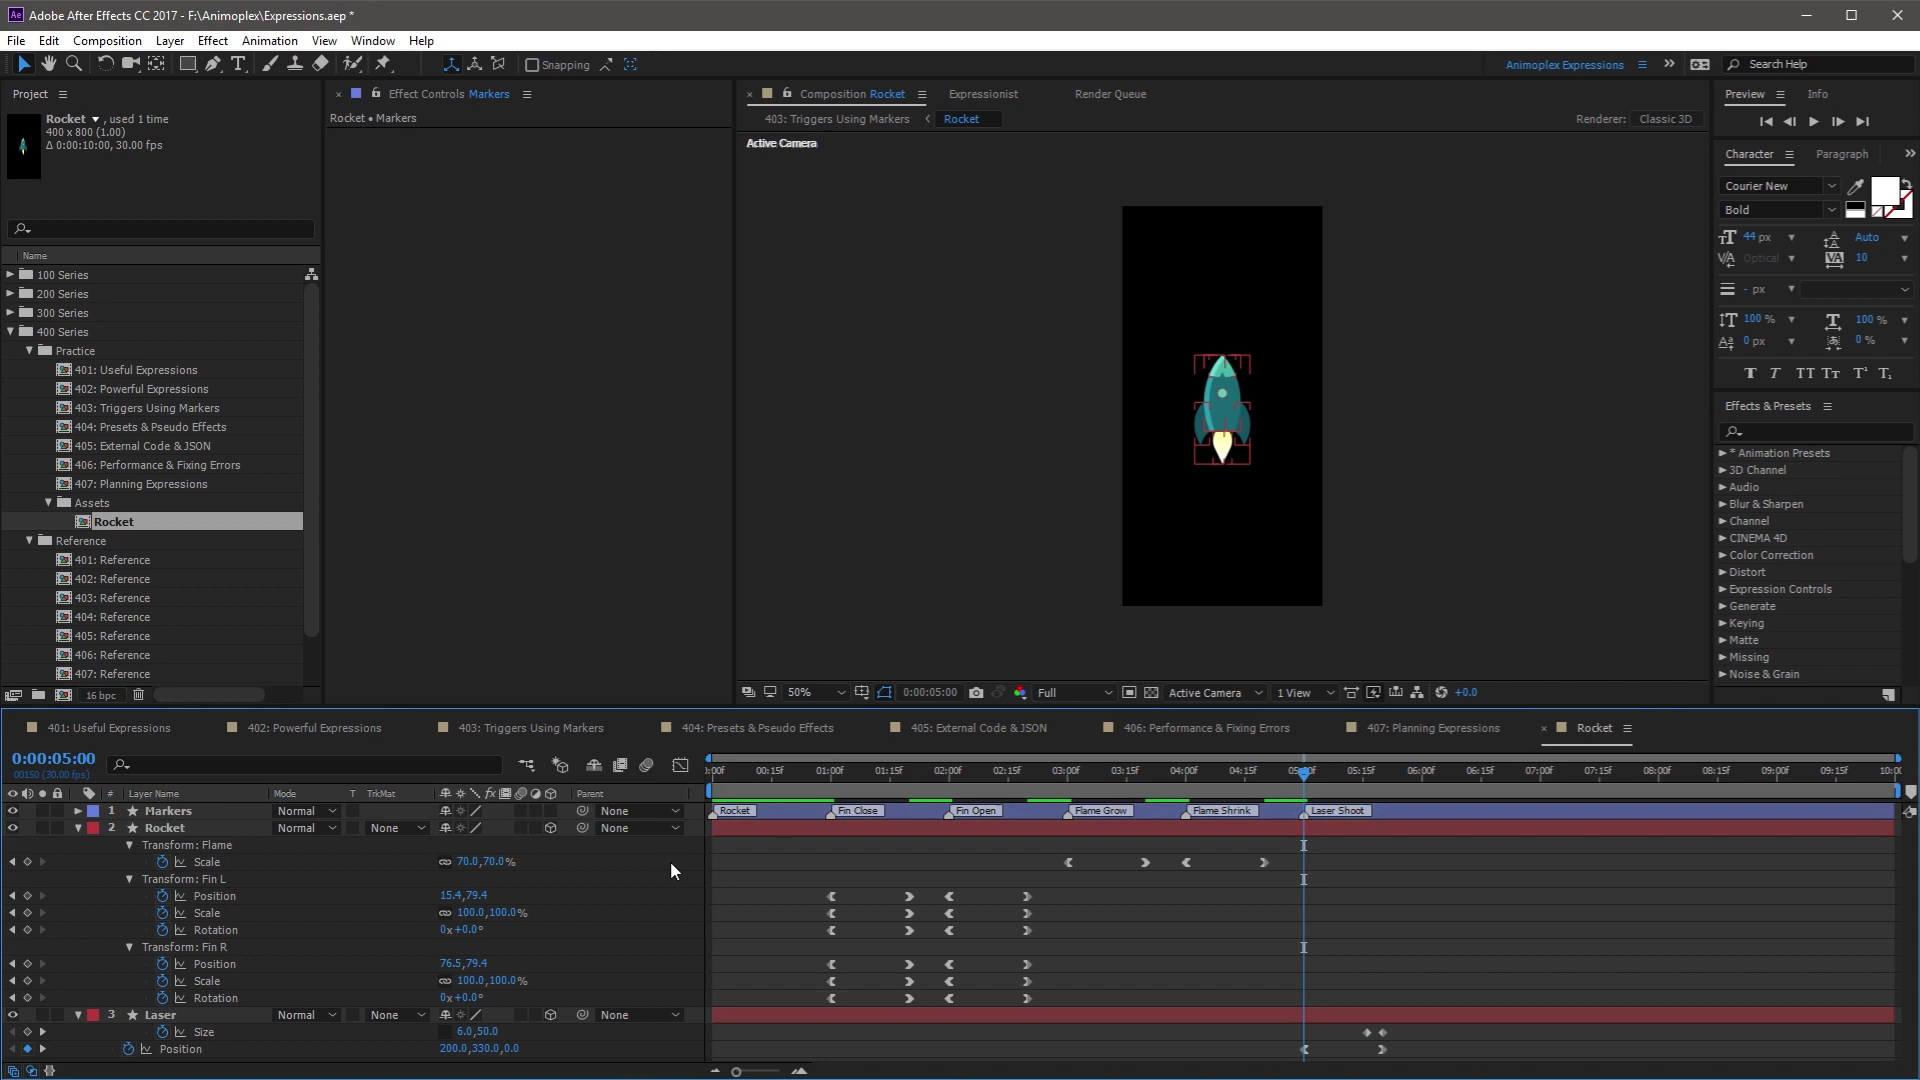 Adobe After Effects CC 2017 - F:\Animoplex\Expressions.aep *
File Edit Composition Layer Effect Animation View Window Help
Snapping
Animoplex Expressions
Search Help
Project
Rocket , used 1 time
400 x 800 (1.00)
Δ 0:00:10:00, 30.00 fps
Name
100 Series
200 Series
300 Series
400 Series
Practice
401: Useful Expressions
402: Powerful Expressions
403: Triggers Using Markers
404: Presets & Pseudo Effects
405: External Code & JSON
406: Performance & Fixing Errors
407: Planning Expressions
Assets
Rocket
Reference
401: Reference
402: Reference
403: Reference
404: Reference
405: Reference
406: Reference
407: Reference
16 bpc
Effect Controls Markers
Rocket • Markers
Composition Rocket Expressionist Render Queue
403: Triggers Using Markers Rocket
Renderer: Classic 3D
Active Camera
50% 0:00:05:00 Full Active Camera 1 View +0.0
Preview Info
Character Paragraph
Courier New
Bold
44 px Auto
Optical 10
- px
100 % 100 %
0 px 0 %
T T TT Tт T¹ T₁
Effects & Presets
* Animation Presets
3D Channel
Audio
Blur & Sharpen
Channel
CINEMA 4D
Color Correction
Distort
Expression Controls
Generate
Keying
Matte
Missing
Noise & Grain
401: Useful Expressions 402: Powerful Expressions 403: Triggers Using Markers 404: Presets & Pseudo Effects 405: External Code & JSON 406: Performance & Fixing Errors 407: Planning Expressions Rocket
0:00:05:00
00150 (30.00 fps)
:00f 00:15f 01:00f 01:15f 02:00f 02:15f 03:00f 03:15f 04:00f 04:15f 05:00f 05:15f 06:00f 06:15f 07:00f 07:15f 08:00f 08:15f 09:00f 09:15f 10:00
# Layer Name Mode T TrkMat fx Parent
1 Markers Normal None
Rocket Fin Close Fin Open Flame Grow Flame Shrink Laser Shoot
2 Rocket Normal None None
Transform: Flame
Scale 70.0,70.0%
Transform: Fin L
Position 15.4,79.4
Scale 100.0,100.0%
Rotation 0x+0.0°
Transform: Fin R
Position 76.5,79.4
Scale 100.0,100.0%
Rotation 0x+0.0°
3 Laser Normal None None
Size 6.0,50.0
Position 200.0,330.0,0.0